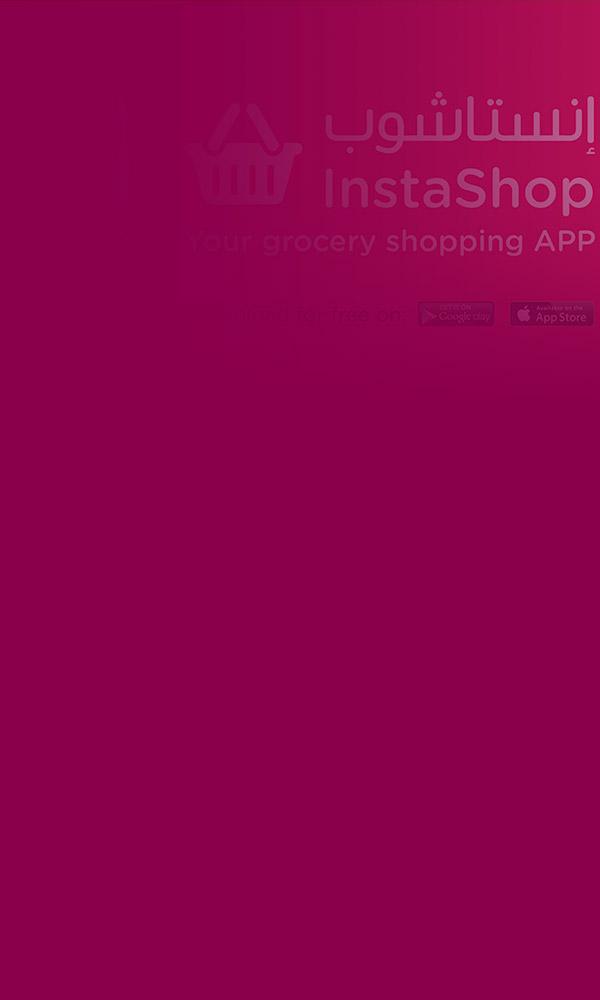 إنستاشوب
InstaShop
Your grocery shopping APP
Download for free on:
GET IT ON
Google play
Available on the
App Store